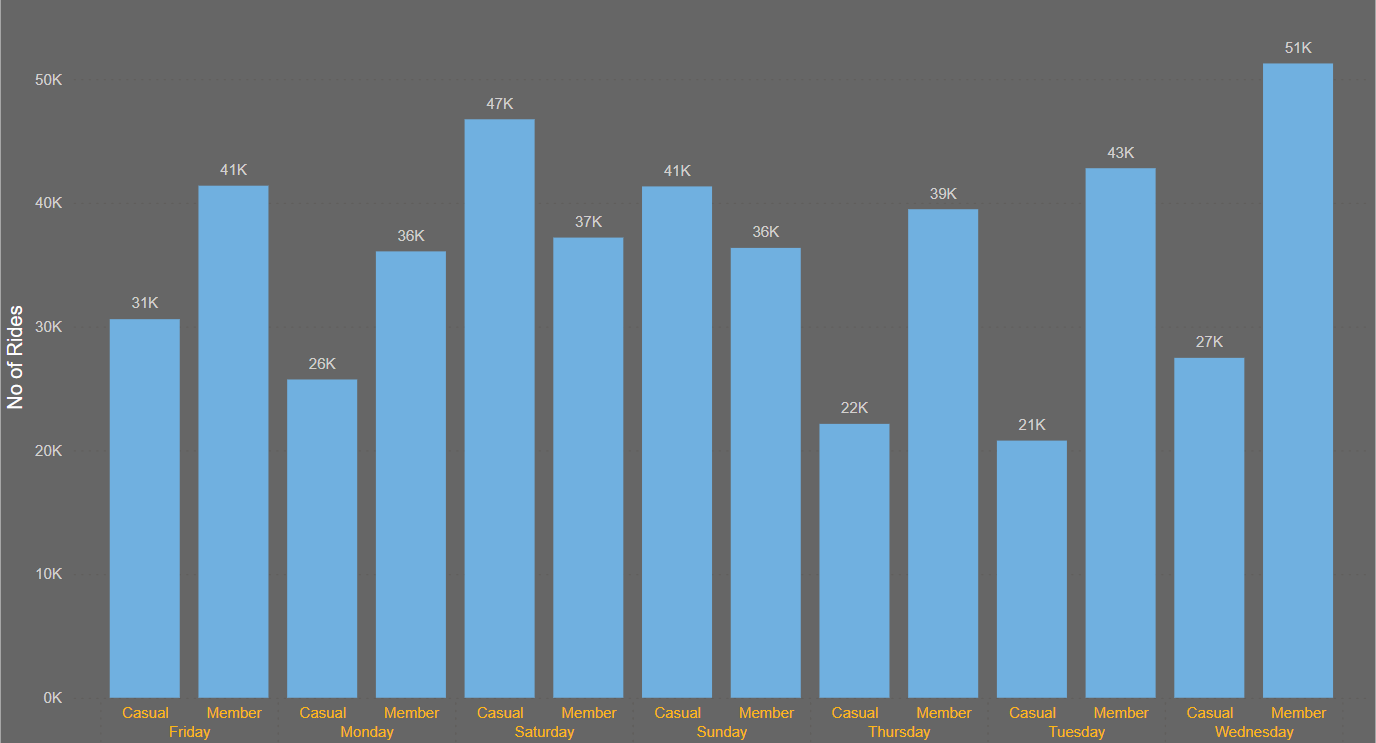 51K
50K
47K
43K
41K
41K
40K
39K
37K
36K
36K
31K
30K
27K
26K
22K
21K
20K
10K
0K
No of Rides
Casual Member Casual Member Casual Member Casual Member Casual Member Casual Member Casual Member
Friday Monday Saturday Sunday Thursday Tuesday Wednesday